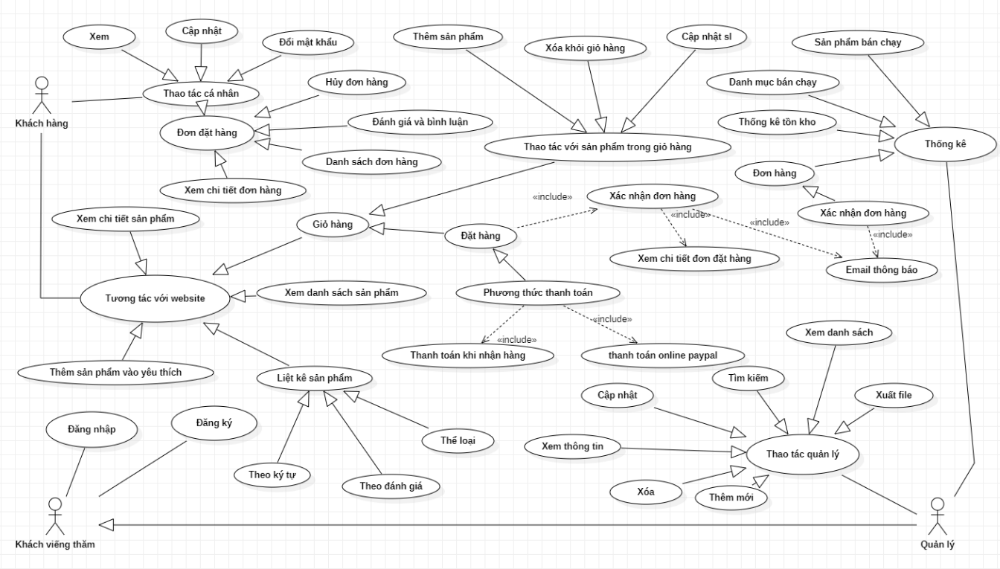 Xem
Cập nhật
Đổi mật khẩu
Thêm sản phẩm
Xóa khỏi giỏ hàng
Cập nhật sl
Sản phẩm bán chạy
Khách hàng
Thao tác cá nhân
Hủy đơn hàng
Danh mục bán chạy
Đơn đặt hàng
Đánh giá và bình luận
Thống kê tồn kho
Thao tác với sản phẩm trong giỏ hàng
Thống kê
Danh sách đơn hàng
Đơn hàng
Xem chi tiết đơn hàng
«include»
Xác nhận đơn hàng
Xem chi tiết sản phẩm
Giỏ hàng
«include»
«include»
Xác nhận đơn hàng
Đặt hàng
«include»
Xem chi tiết đơn đặt hàng
Email thông báo
Tương tác với website
Xem danh sách sản phẩm
Phương thức thanh toán
«include»
«include»
Xem danh sách
Thanh toán khi nhận hàng
thanh toán online paypal
Thêm sản phẩm vào yêu thích
Liệt kê sản phẩm
Tìm kiếm
Cập nhật
Xuất file
Đăng nhập
Đăng ký
Thể loại
Xem thông tin
Thao tác quản lý
Theo ký tự
Theo đánh giá
Xóa
Thêm mới
Khách viếng thăm
Quản lý